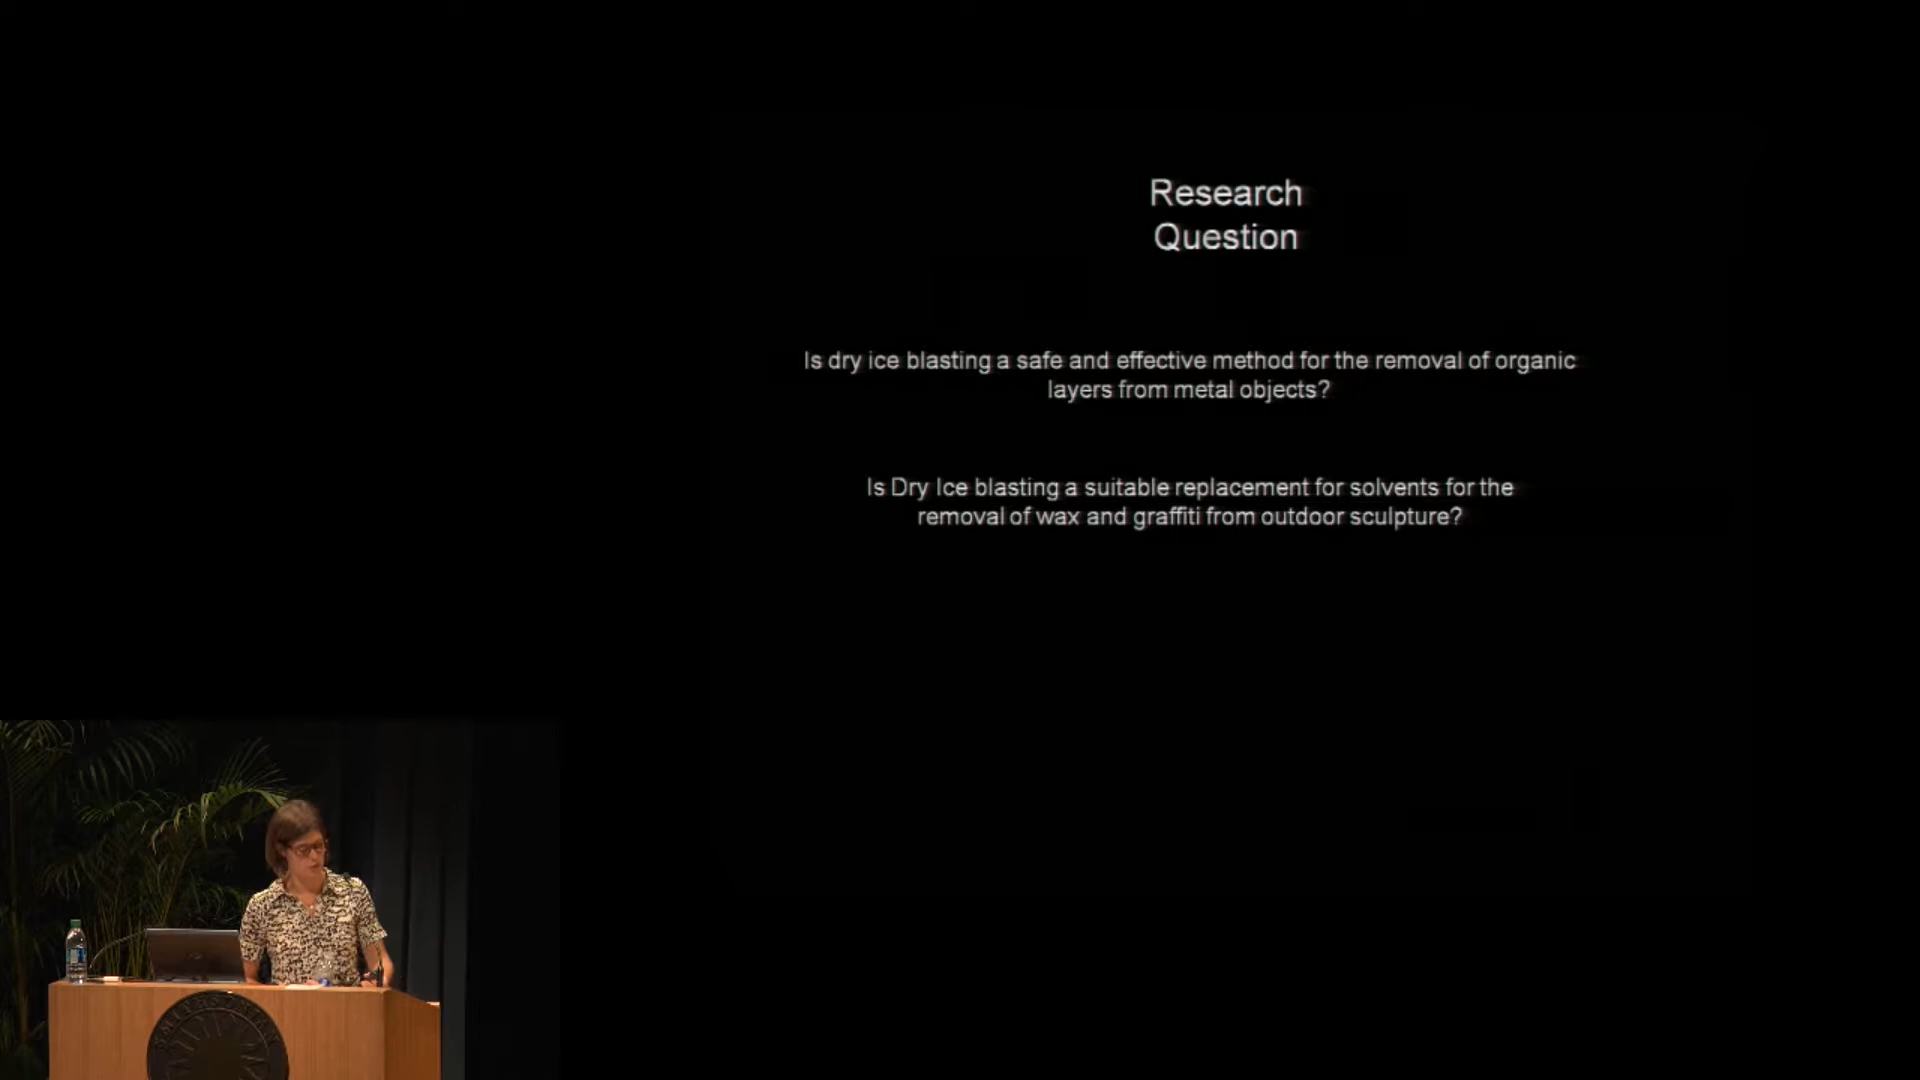 Research
Question
Is dry ice blasting a safe and effective method for the removal of organic
layers from metal objects?
Is Dry Ice blasting a suitable replacement for solvents for the
removal of wax and graffiti from outdoor sculpture?
SMITHSONIAN